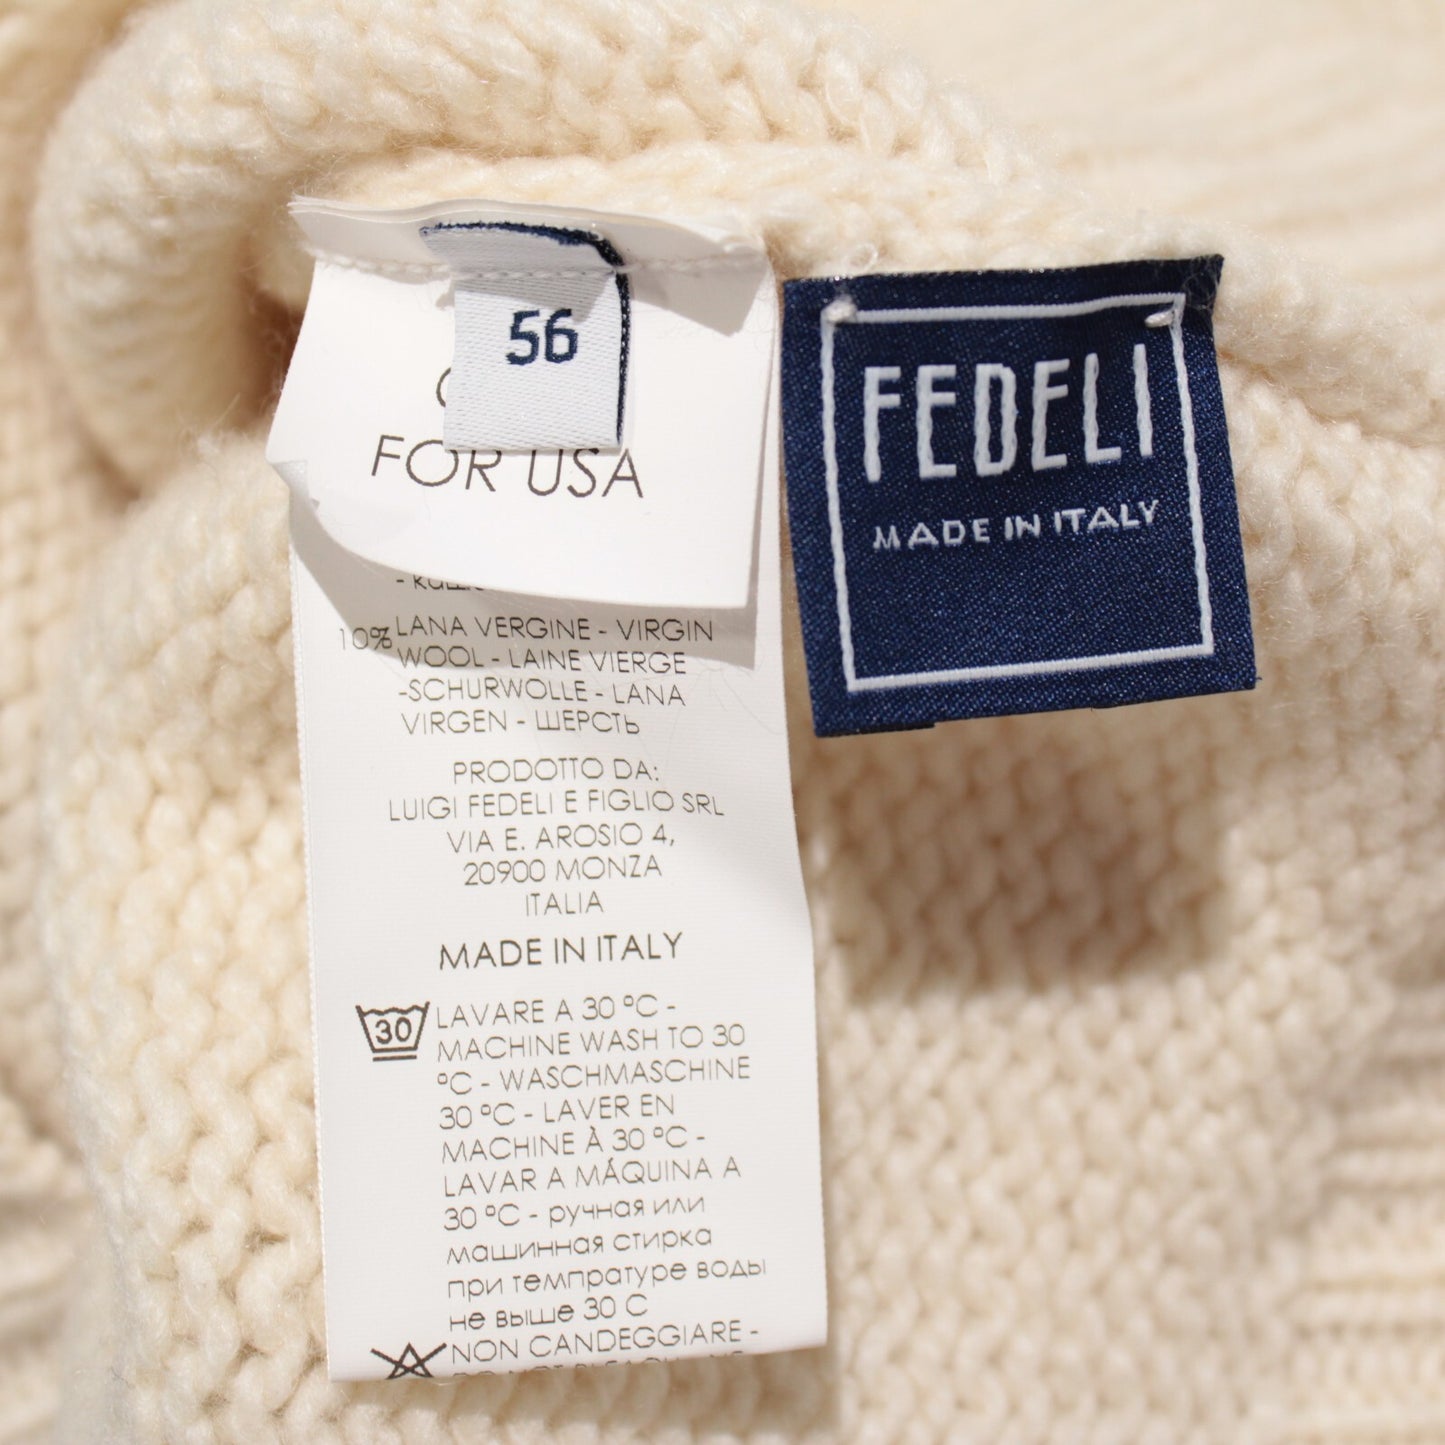 56
FOR USA
10% LANA VERGINE - VIRGIN
WOOL - LAINE VIERGE
-SCHURWOLLE - LANA
VIRGEN - ШЕРСТЬ
PRODOTTO DA:
LUIGI FEDELI E FIGLIO SRL
VIA E. AROSIO 4,
20900 MONZA
ITALIA
MADE IN ITALY
30
LAVARE A 30 °C -
MACHINE WASH TO 30
°C - WASCHMASCHINE
30 °C - LAVER EN
MACHINE À 30 °C -
LAVAR A MÁQUINA A
30 °C - ручная или
машинная стирка
при темпратуре воды
не выше 30 С
NON CANDEGGIARE -
FEDELI
MADE IN ITALY